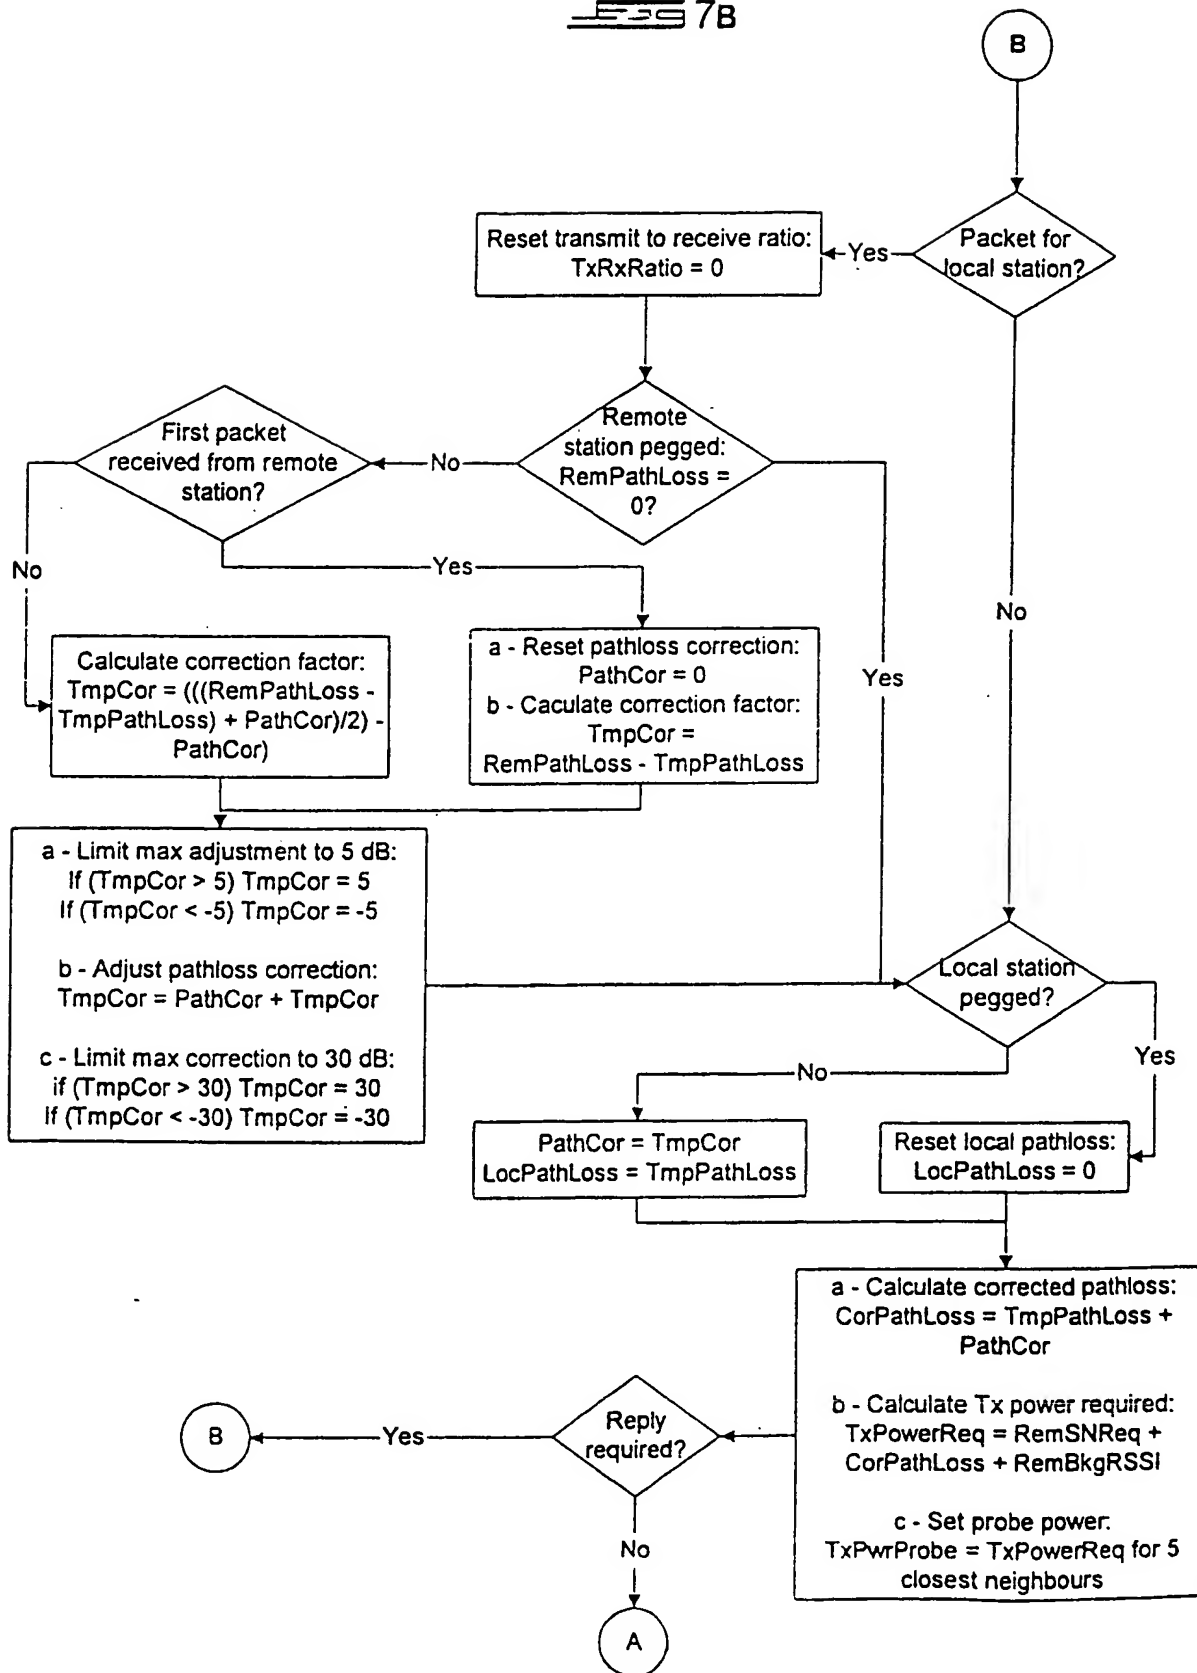 7B
B
Packet for
local station?
Yes
Reset transmit to receive ratio:
TxRxRatio = 0
Remote
station pegged:
RemPathLoss =
0?
No
First packet
received from remote
station?
No
Yes
No
Yes
Calculate correction factor:
TmpCor = (((RemPathLoss -
TmpPathLoss) + PathCor)/2) -
PathCor)
a - Reset pathloss correction:
PathCor = 0
b - Caculate correction factor:
TmpCor =
RemPathLoss - TmpPathLoss
a - Limit max adjustment to 5 dB:
If (TmpCor > 5) TmpCor = 5
If (TmpCor < -5) TmpCor = -5
b - Adjust pathloss correction:
TmpCor = PathCor + TmpCor
c - Limit max correction to 30 dB:
if (TmpCor > 30) TmpCor = 30
If (TmpCor < -30) TmpCor = -30
Local station
pegged?
No
Yes
PathCor = TmpCor
LocPathLoss = TmpPathLoss
Reset local pathloss:
LocPathLoss = 0
a - Calculate corrected pathloss:
CorPathLoss = TmpPathLoss +
PathCor
b - Calculate Tx power required:
TxPowerReq = RemSNReq +
CorPathLoss + RemBkgRSSI
c - Set probe power:
TxPwrProbe = TxPowerReq for 5
closest neighbours
Reply
required?
Yes
B
No
A